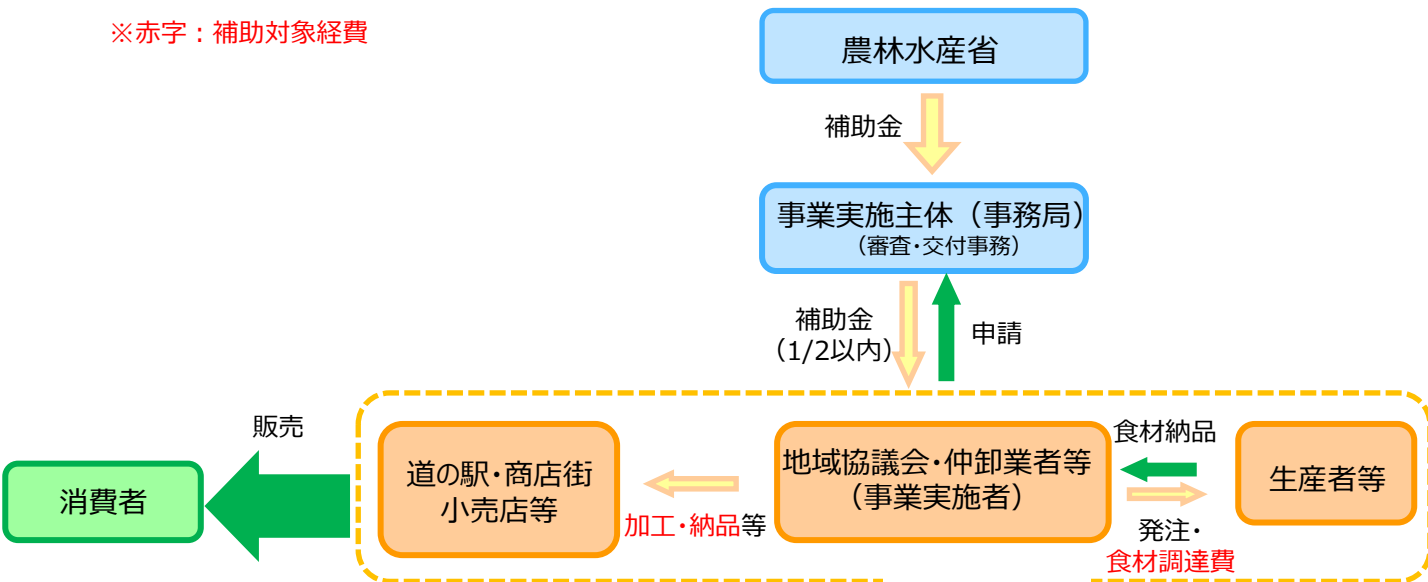 ※赤字：補助対象経費
農林水産省
補助金
事業実施主体（事務局）
（審査・交付事務）
補助金
（1/2以内）
申請
販売
消費者
道の駅・商店街
小売店等
加工・納品等
地域協議会・仲卸業者等
（事業実施者）
食材納品
発注・
食材調達費
生産者等